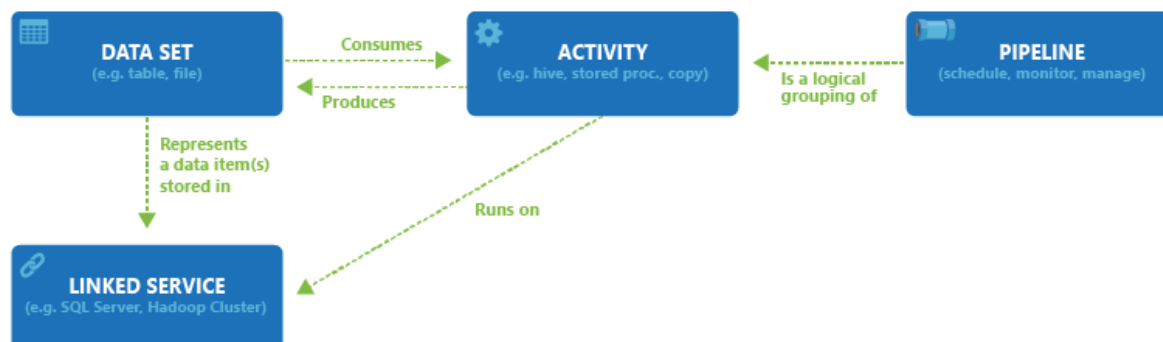 DATA SET
(e.g. table, file)
Consumes
Produces
ACTIVITY
(e.g. hive, stored proc., copy)
Is a logical
grouping of
PIPELINE
(schedule, monitor, manage)
Represents
a data item(s)
stored in
Runs on
LINKED SERVICE
(e.g. SQL Server, Hadoop Cluster)